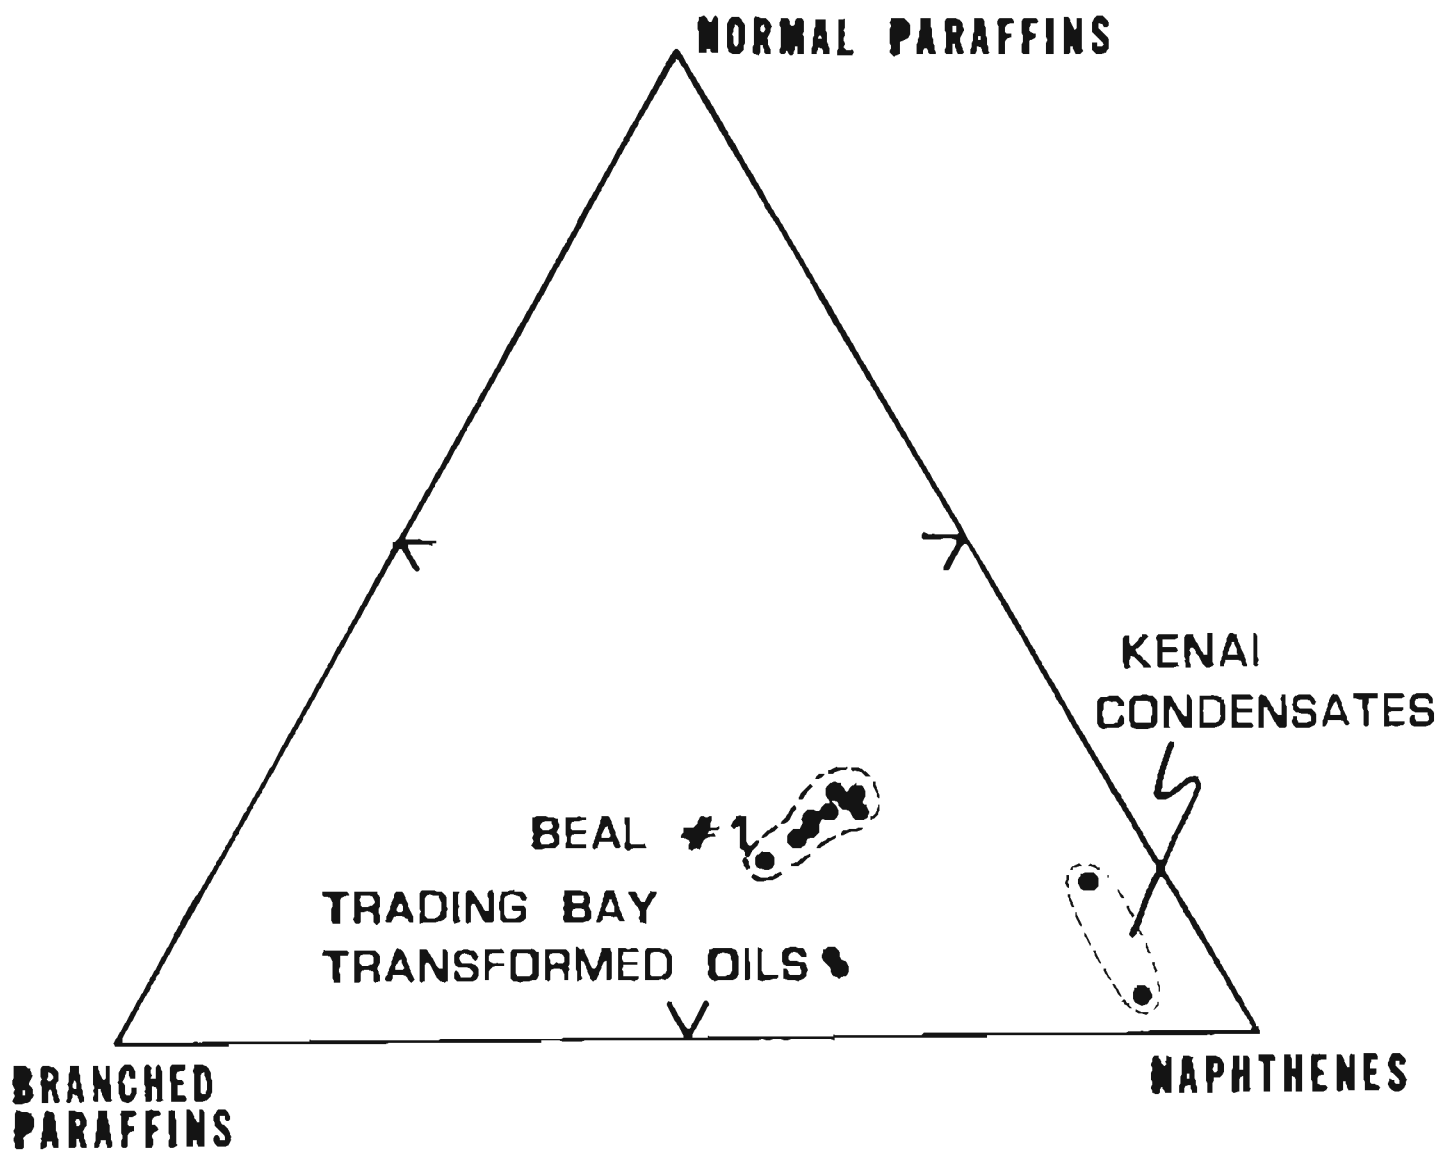 NORMAL PARAFFINS
KENAI
CONDENSATES
BEAL #1
TRADING BAY
TRANSFORMED OILS
BRANCHED
PARAFFINS
NAPHTHENES